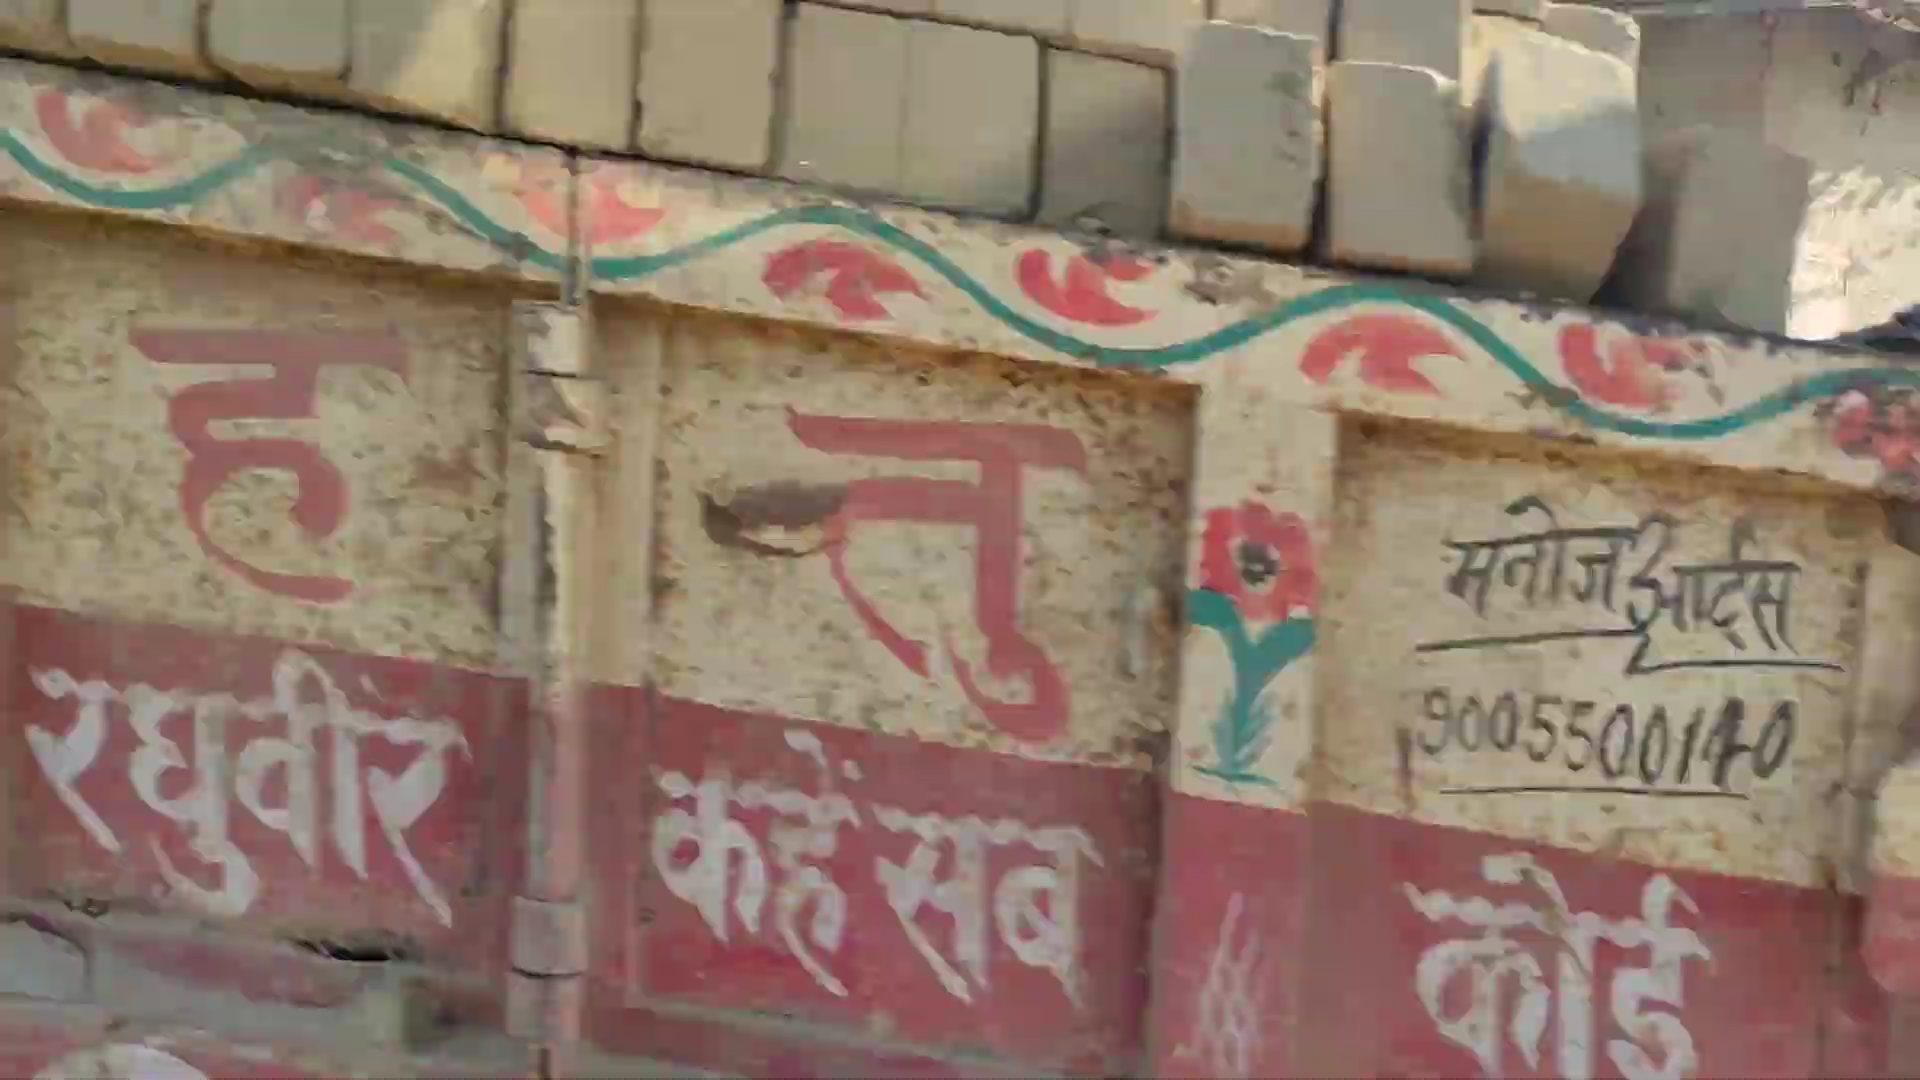 ह
नु
मनोज आर्ट्स
9005500140
रघुवीर
कहें सब
कोई